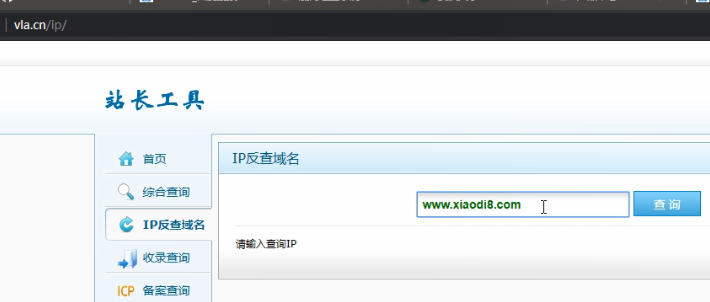 vla.cn/ip/
站长工具
首页
IP反查域名
综合查询
www.xiaodi8.com
查 询
IP反查域名
请输入查询IP
收录查询
ICP 备案查询